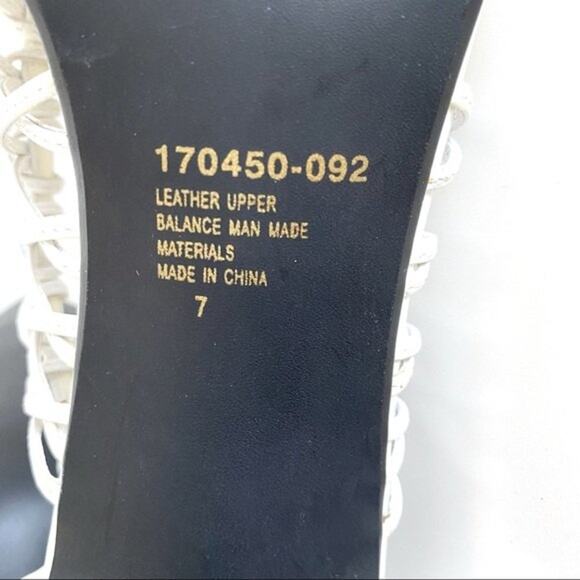 170450-092
LEATHER UPPER
BALANCE MAN MADE
MATERIALS
MADE IN CHINA
7